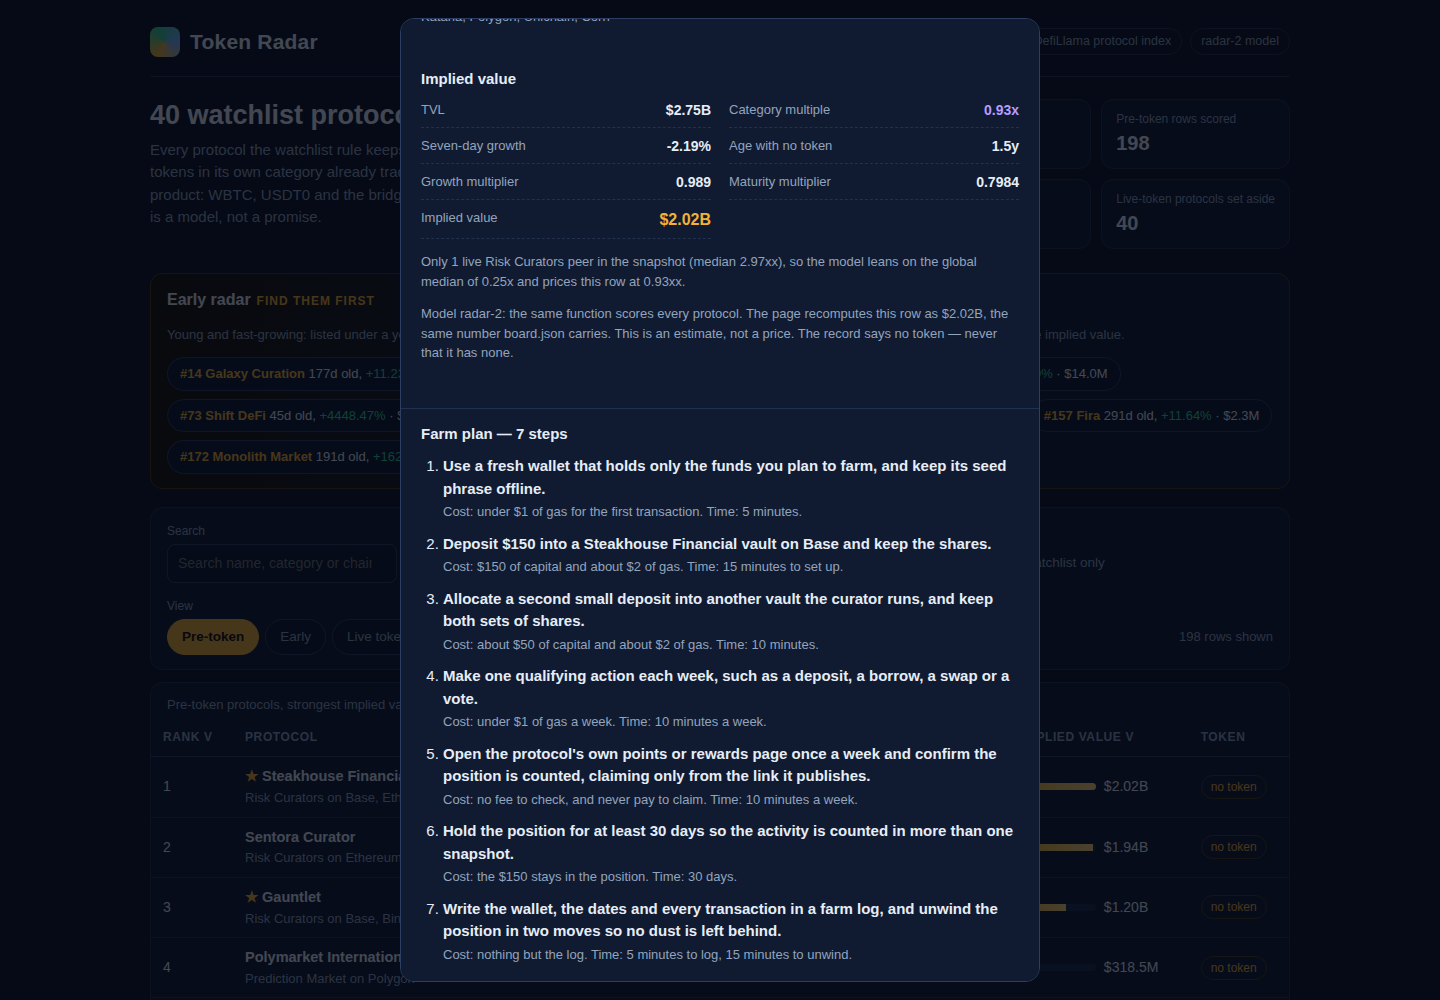 Token Radar
DefiLlama protocol index
radar-2 model
40 watchlist protoco
Every protocol the watchlist rule keeps
tokens in its own category already tra
product: WBTC, USDT0 and the bridg
is a model, not a promise.
Pre-token rows scored
198
Live-token protocols set aside
40
Early radar FIND THEM FIRST
Young and fast-growing: listed under a ye
implied value.
#14 Galaxy Curation 177d old, +11.2
% · $14.0M
#73 Shift DeFi 45d old, +4448.47% · $
#157 Fira 291d old, +11.64% · $2.3M
#172 Monolith Market 191d old, +162
Search
Search name, category or chain
atchlist only
View
Pre-token
Early
Live toke
198 rows shown
Pre-token protocols, strongest implied va
RANK V
PROTOCOL
PLIED VALUE V
TOKEN
1
★ Steakhouse Financia
Risk Curators on Base, Eth
$2.02B
no token
2
Sentora Curator
Risk Curators on Ethereum
$1.94B
no token
3
★ Gauntlet
Risk Curators on Base, Bin
$1.20B
no token
4
Polymarket Internation
Prediction Market on Polygon
$318.5M
no token
Katana, Polygon, Unichain, Corn
Implied value
TVL $2.75B
Category multiple 0.93x
Seven-day growth -2.19%
Age with no token 1.5y
Growth multiplier 0.989
Maturity multiplier 0.7984
Implied value $2.02B
Only 1 live Risk Curators peer in the snapshot (median 2.97xx), so the model leans on the global
median of 0.25x and prices this row at 0.93xx.
Model radar-2: the same function scores every protocol. The page recomputes this row as $2.02B, the
same number board.json carries. This is an estimate, not a price. The record says no token — never
that it has none.
Farm plan — 7 steps
1. Use a fresh wallet that holds only the funds you plan to farm, and keep its seed
phrase offline.
Cost: under $1 of gas for the first transaction. Time: 5 minutes.
2. Deposit $150 into a Steakhouse Financial vault on Base and keep the shares.
Cost: $150 of capital and about $2 of gas. Time: 15 minutes to set up.
3. Allocate a second small deposit into another vault the curator runs, and keep
both sets of shares.
Cost: about $50 of capital and about $2 of gas. Time: 10 minutes.
4. Make one qualifying action each week, such as a deposit, a borrow, a swap or a
vote.
Cost: under $1 of gas a week. Time: 10 minutes a week.
5. Open the protocol's own points or rewards page once a week and confirm the
position is counted, claiming only from the link it publishes.
Cost: no fee to check, and never pay to claim. Time: 10 minutes a week.
6. Hold the position for at least 30 days so the activity is counted in more than one
snapshot.
Cost: the $150 stays in the position. Time: 30 days.
7. Write the wallet, the dates and every transaction in a farm log, and unwind the
position in two moves so no dust is left behind.
Cost: nothing but the log. Time: 5 minutes to log, 15 minutes to unwind.